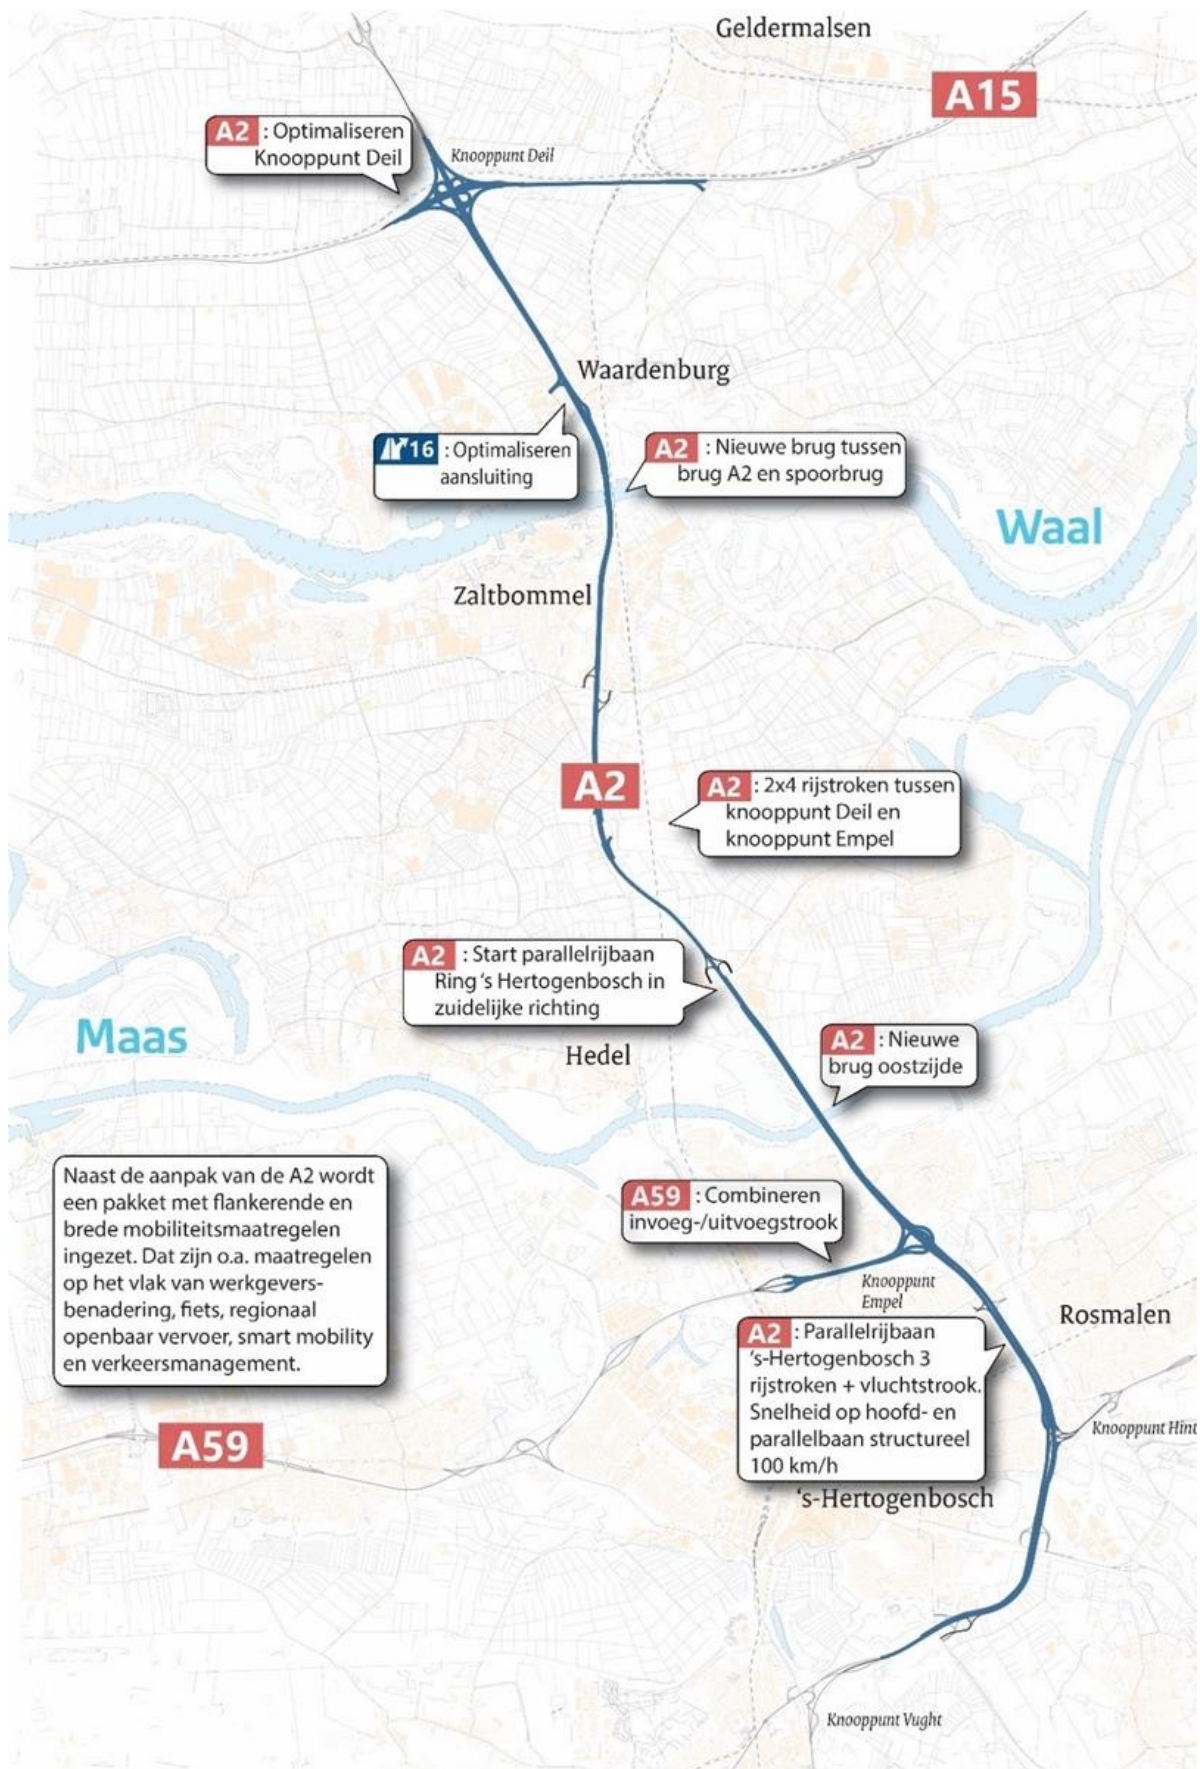 Geldermalsen
A15
A2 : Optimaliseren
Knooppunt Deil
Knooppunt Deil
Waardenburg
16 : Optimaliseren
aansluiting
A2 : Nieuwe brug tussen
brug A2 en spoorbrug
Waal
Zaltbommel
A2
A2 : 2x4 rijstroken tussen
knooppunt Deil en
knooppunt Empel
A2 : Start parallelrijbaan
Ring 's Hertogenbosch in
zuidelijke richting
Maas
Hedel
A2 : Nieuwe
brug oostzijde
Naast de aanpak van de A2 wordt
een pakket met flankerende en
brede mobiliteitsmaatregelen
ingezet. Dat zijn o.a. maatregelen
op het vlak van werkgevers-
benadering, fiets, regionaal
openbaar vervoer, smart mobility
en verkeersmanagement.
A59 : Combineren
invoeg-/uitvoegstrook
Knooppunt
Empel
Rosmalen
A2 : Parallelrijbaan
's-Hertogenbosch 3
rijstroken + vluchtstrook.
Snelheid op hoofd- en
parallelbaan structureel
100 km/h
Knooppunt Hint
A59
's-Hertogenbosch
Knooppunt Vught